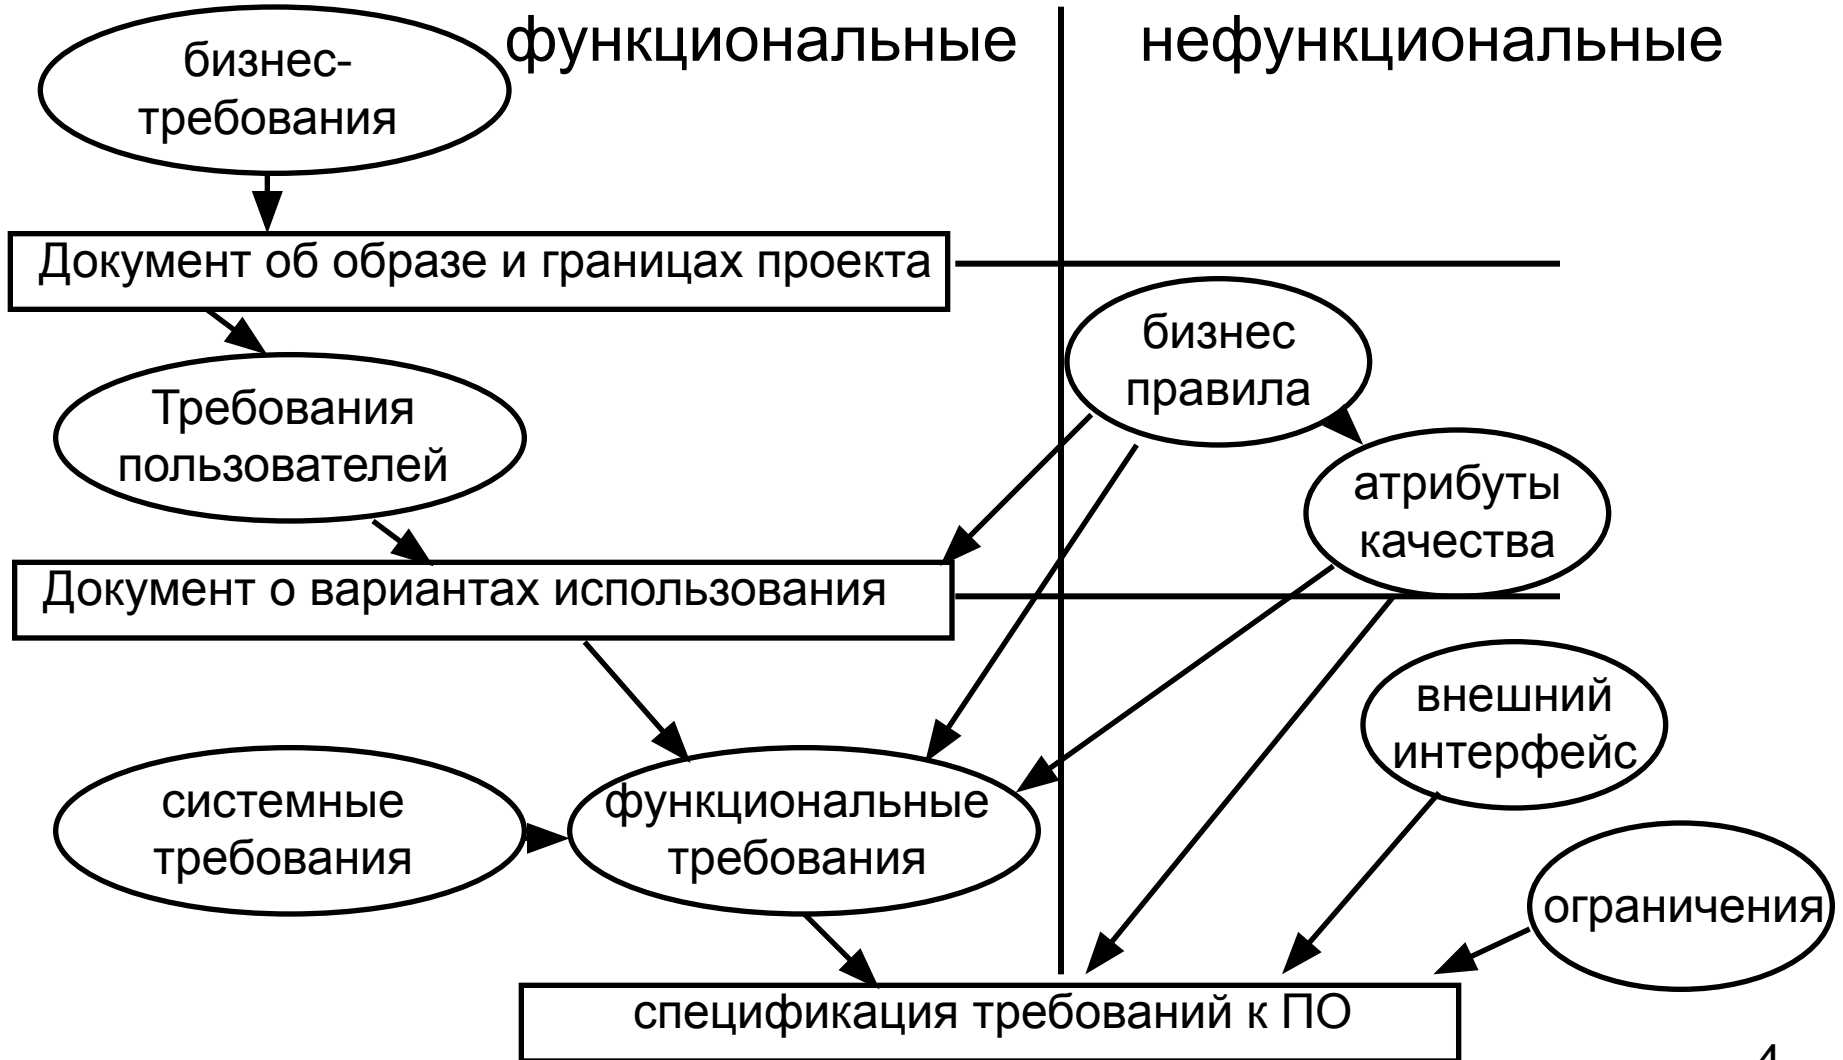 функциональные
нефункциональные
бизнес-
требования
Документ об образе и границах проекта
бизнес
правила
Требования
пользователей
атрибуты
качества
Документ о вариантах использования
внешний
интерфейс
системные
требования
функциональные
требования
ограничения
спецификация требований к ПО
4